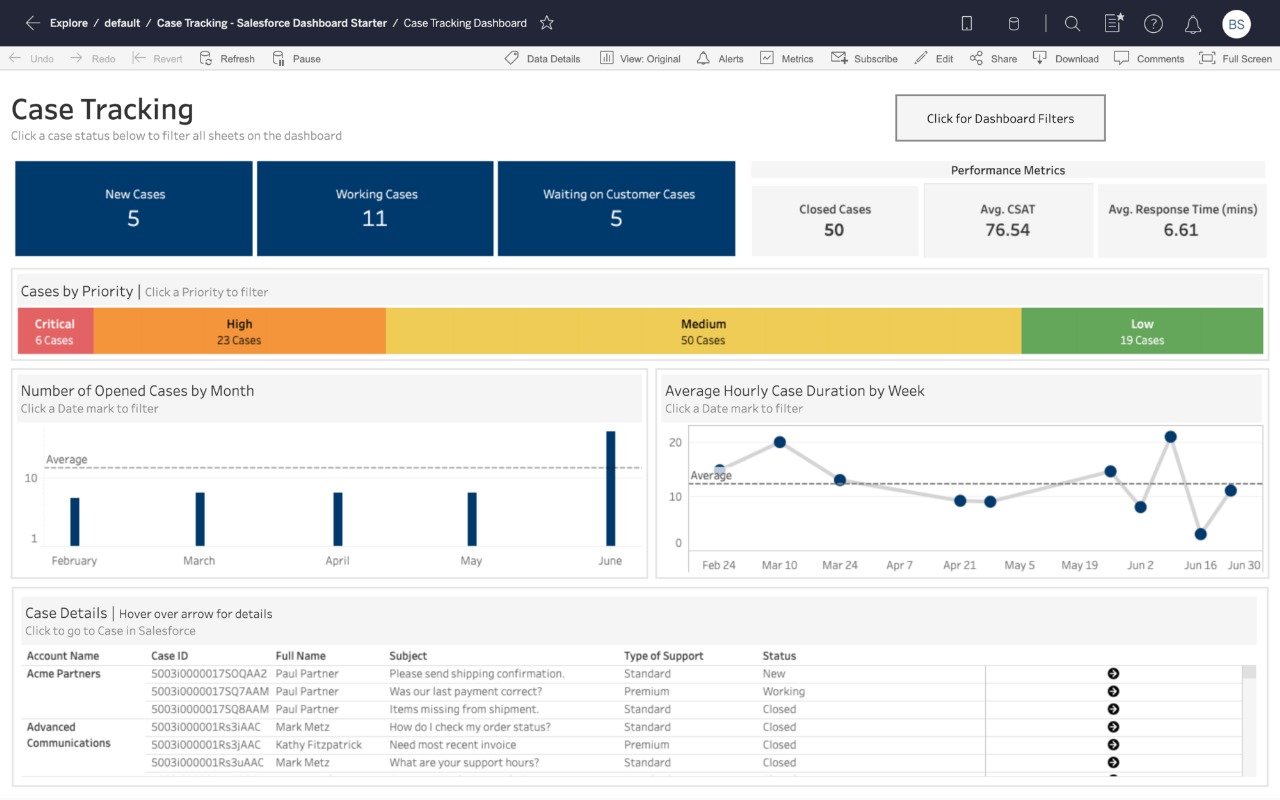 Explore / default / Case Tracking - Salesforce Dashboard Starter / Case Tracking Dashboard
BS
Undo Redo Revert Refresh Pause Data Details View: Original Alerts Metrics Subscribe Edit Share Download Comments Full Screen
Case Tracking
Click a case status below to filter all sheets on the dashboard
Click for Dashboard Filters
New Cases
5
Working Cases
11
Waiting on Customer Cases
5
Performance Metrics
Closed Cases
50
Avg. CSAT
76.54
Avg. Response Time (mins)
6.61
Cases by Priority | Click a Priority to filter
Critical
6 Cases
High
23 Cases
Medium
50 Cases
Low
19 Cases
Number of Opened Cases by Month
Click a Date mark to filter
Average
10
1
February March April May June
Average Hourly Case Duration by Week
Click a Date mark to filter
20
Average
10
0
Feb 24 Mar 10 Mar 24 Apr 7 Apr 21 May 5 May 19 Jun 2 Jun 16 Jun 30
Case Details | Hover over arrow for details
Click to go to Case in Salesforce
Account Name Case ID Full Name Subject Type of Support Status
Acme Partners 5003i0000017SOQAA2 Paul Partner Please send shipping confirmation. Standard New
5003i0000017SQ7AAM Paul Partner Was our last payment correct? Premium Working
5003i0000017SQ8AAM Paul Partner Items missing from shipment. Standard Closed
Advanced 5003i000001Rs3iAAC Mark Metz How do I check my order status? Standard Closed
Communications 5003i000001Rs3jAAC Kathy Fitzpatrick Need most recent invoice Premium Closed
5003i000001Rs3uAAC Mark Metz What are your support hours? Standard Closed